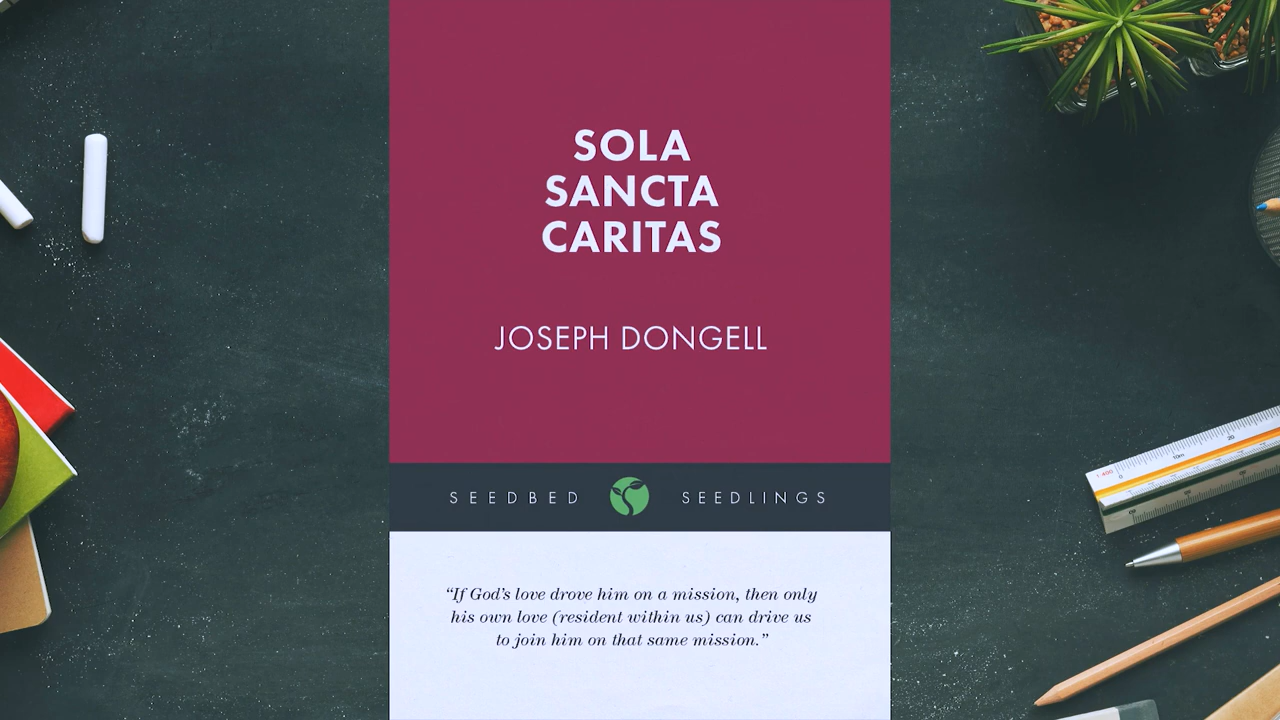 SOLA
SANCTA
CARITAS
JOSEPH DONGELL
SEEDBED SEEDLINGS
“If God’s love drove him on a mission, then only
his own love (resident within us) can drive us
to join him on that same mission.”